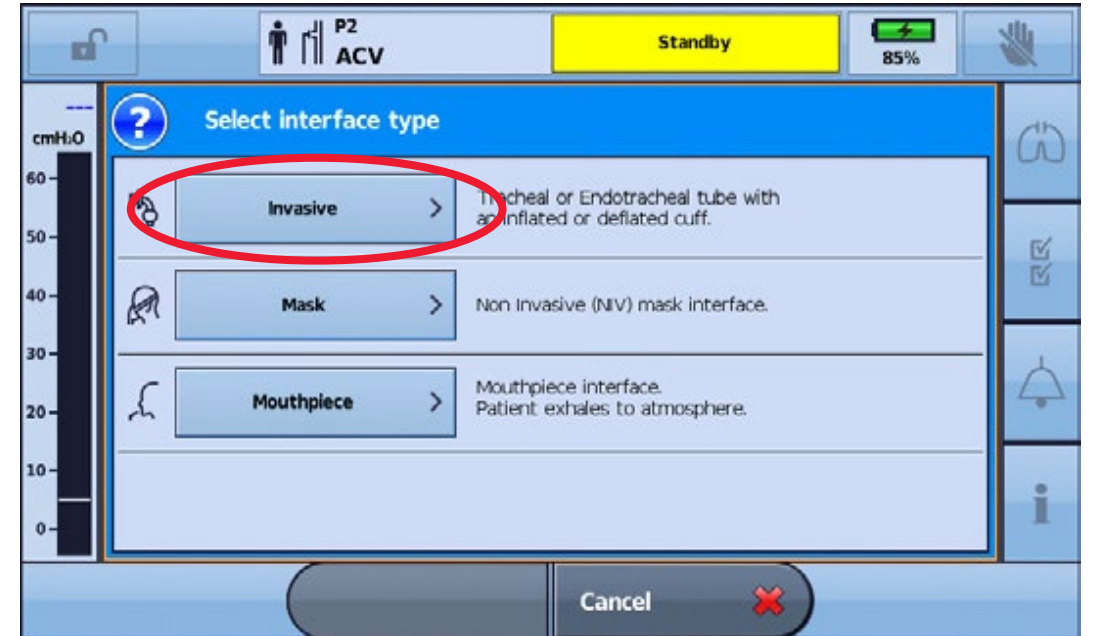 P2
ACV
Standby
85%
---
cmH₂O
60
50
40
30
20
10
0
? Select interface type
Invasive >
Tracheal or Endotracheal tube with
an inflated or deflated cuff.
Mask >
Non Invasive (NIV) mask interface.
Mouthpiece >
Mouthpiece interface.
Patient exhales to atmosphere.
i
Cancel